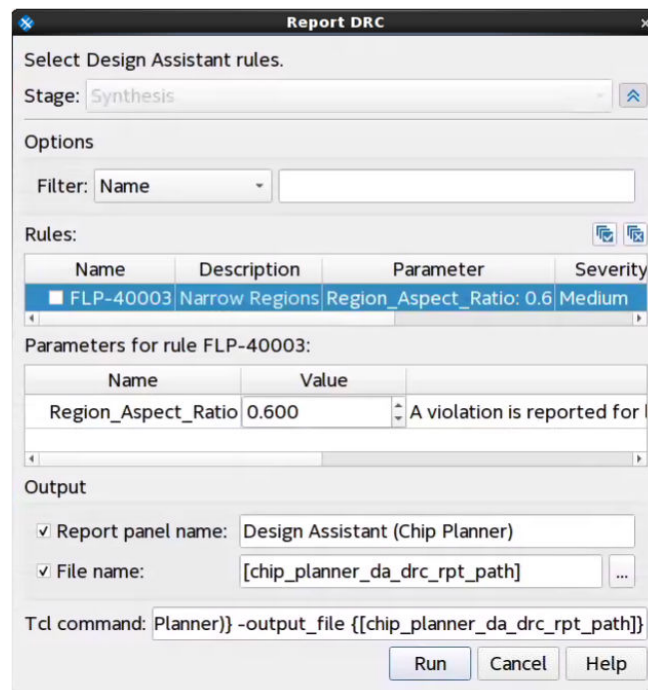 Report DRC
Select Design Assistant rules.
Stage: Synthesis
Options
Filter: Name
Rules:
Name Description Parameter Severity
FLP-40003 Narrow Regions Region_Aspect_Ratio: 0.6 Medium
Parameters for rule FLP-40003:
Name Value
Region_Aspect_Ratio 0.600 A violation is reported for
Output
Report panel name: Design Assistant (Chip Planner)
File name: [chip_planner_da_drc_rpt_path] ...
Tcl command: Planner)} -output_file {[chip_planner_da_drc_rpt_path]}
Run Cancel Help